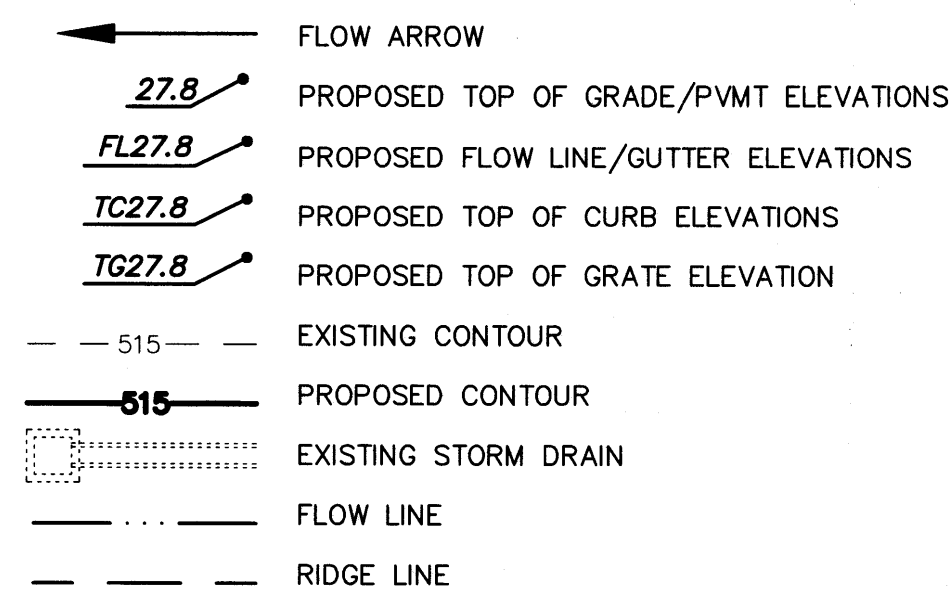 FLOW ARROW
27.8 PROPOSED TOP OF GRADE/PVMT ELEVATIONS
FL27.8 PROPOSED FLOW LINE/GUTTER ELEVATIONS
TC27.8 PROPOSED TOP OF CURB ELEVATIONS
TG27.8 PROPOSED TOP OF GRATE ELEVATION
515 EXISTING CONTOUR
515 PROPOSED CONTOUR
EXISTING STORM DRAIN
FLOW LINE
RIDGE LINE